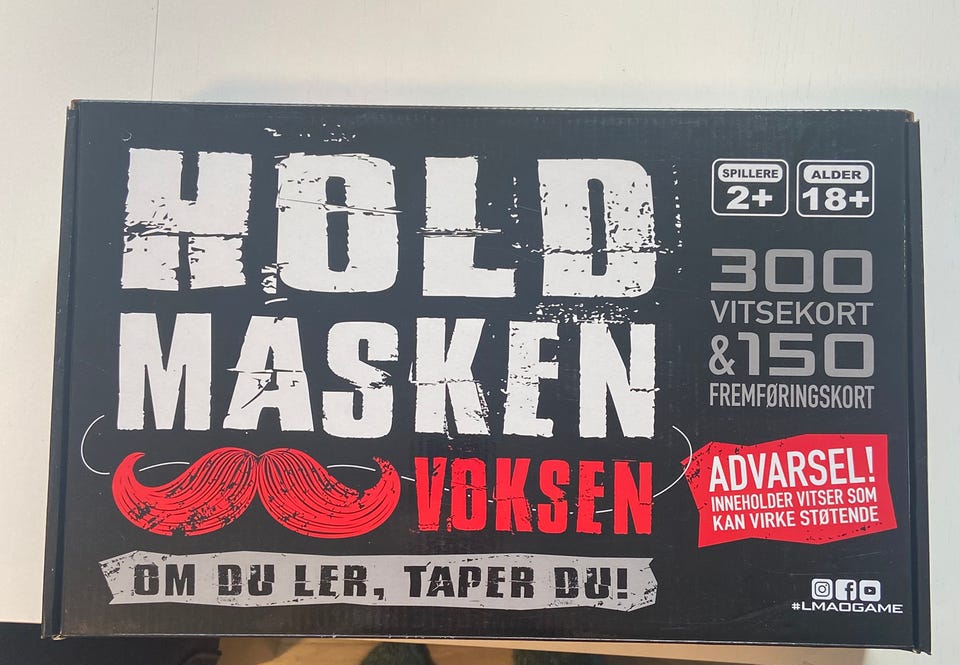 HOLD
MASKEN
VOKSEN
OM DU LER, TAPER DU!
SPILLERE
2+
ALDER
18+
300
VITSEKORT
&150
FREMFØRINGSKORT
ADVARSEL!
INNEHOLDER VITSER SOM
KAN VIRKE STØTENDE
#LMAOGAME